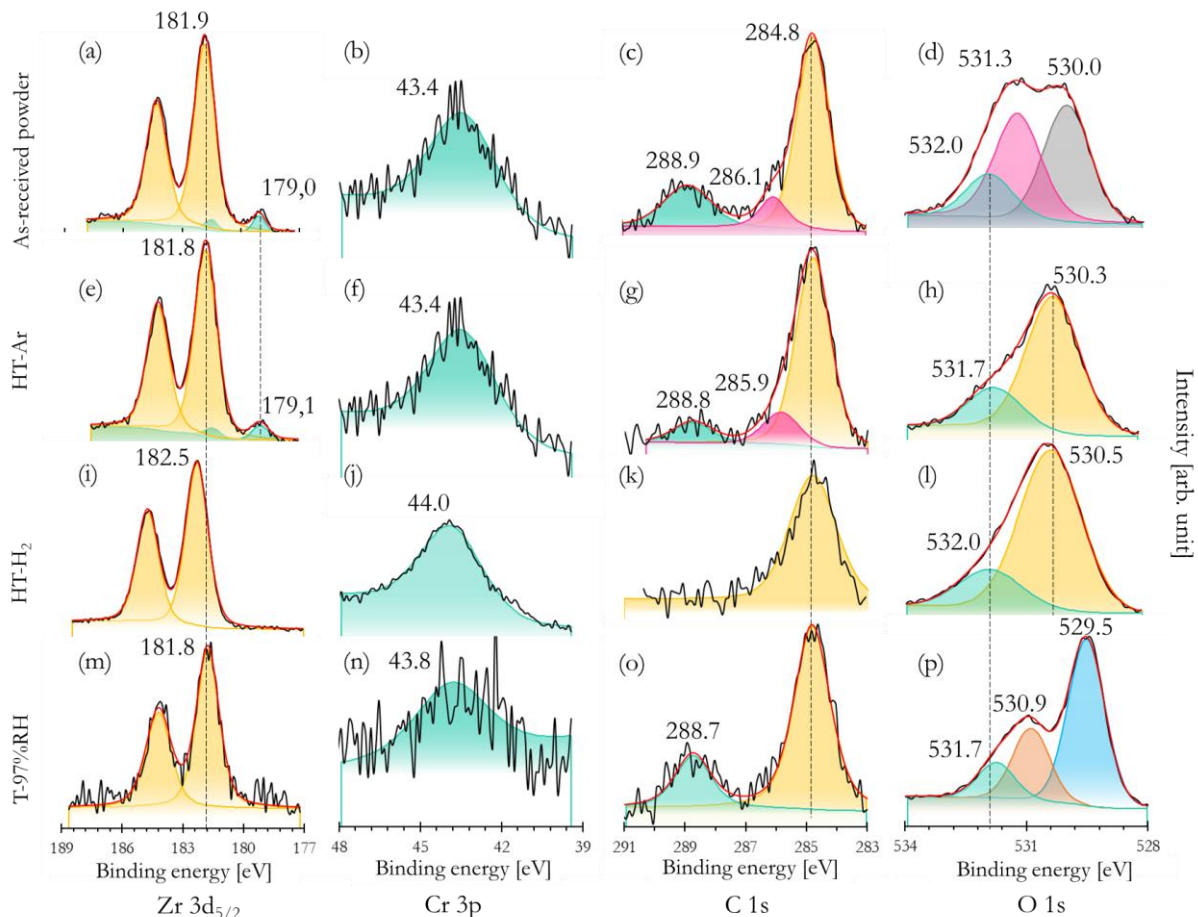 As-received powder
(a)
181.9
179,0
(b)
43.4
(c)
284.8
288.9
286.1
(d)
531.3
530.0
532.0
HT-Ar
(e)
181.8
179,1
(f)
43.4
(g)
285.9
288.8
(h)
530.3
531.7
HT-H₂
(i)
182.5
(j)
44.0
(k)
(l)
530.5
532.0
T-97%RH
(m)
181.8
(n)
43.8
(o)
288.7
(p)
529.5
530.9
531.7
Intensity [arb. unit]
189 186 183 180 177
48 45 42 39
291 289 287 285 283
534 531 528
Binding energy [eV] Binding energy [eV] Binding energy [eV] Binding energy [eV]
Zr 3d₅/₂ Cr 3p C 1s O 1s